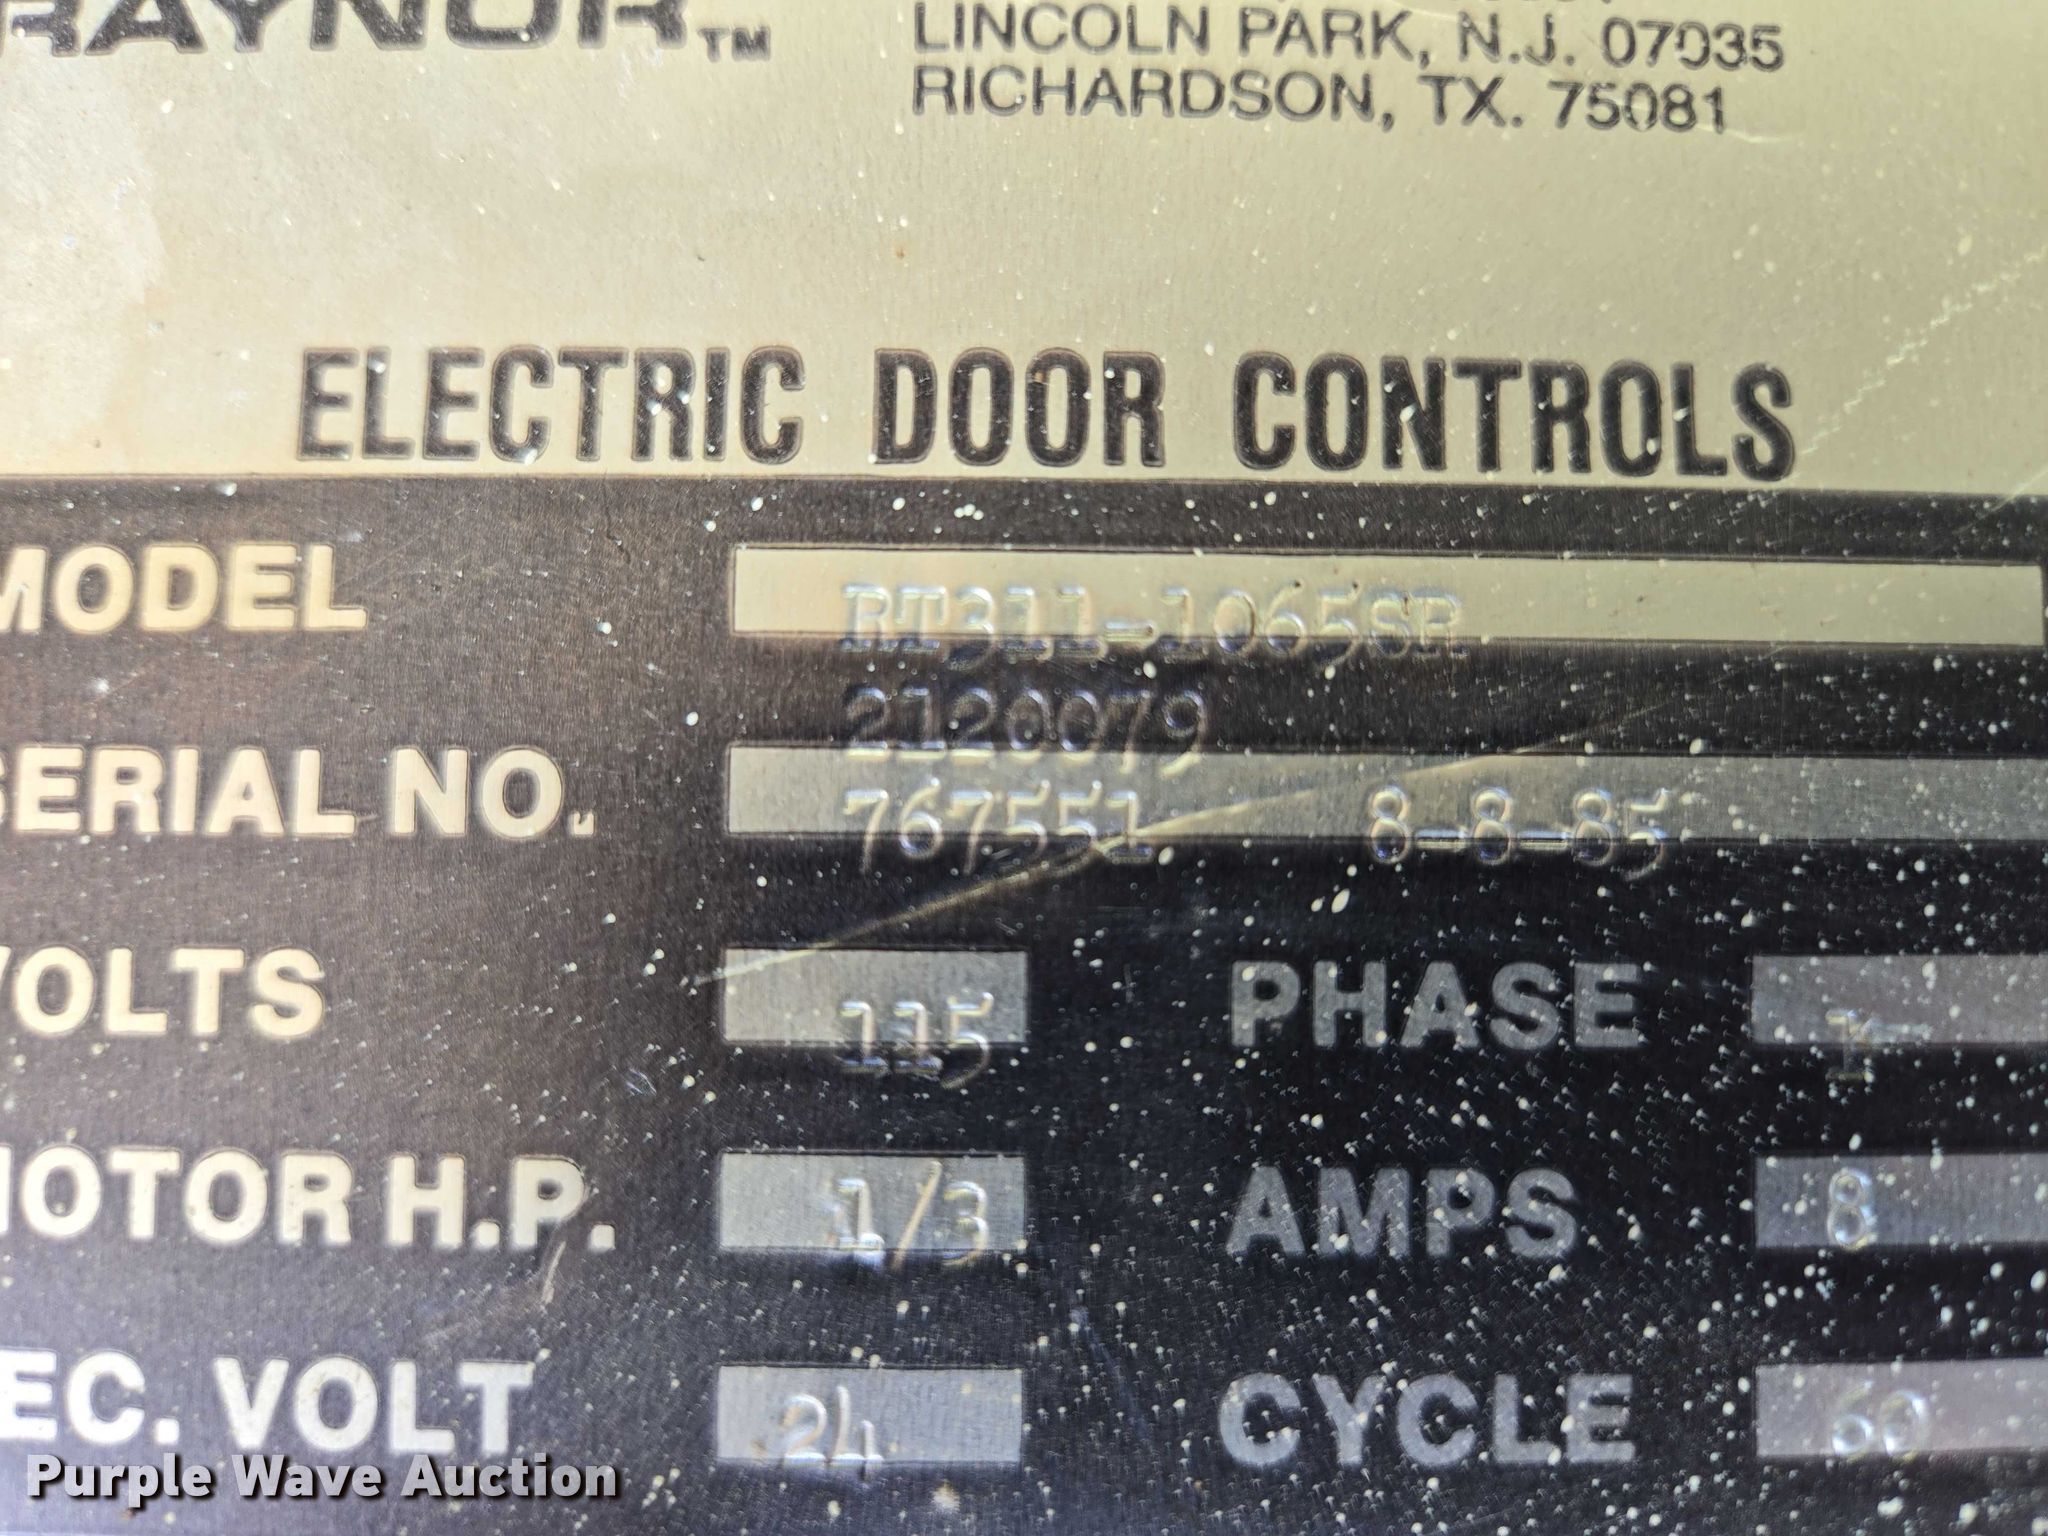 RAYNOR™
LINCOLN PARK, N.J. 07035
RICHARDSON, TX. 75081
ELECTRIC DOOR CONTROLS
MODEL RT311-1065SR
2120079
SERIAL NO. 767551 8-8-85
VOLTS 115 PHASE 1
MOTOR H.P. 1/3 AMPS 8
EC. VOLT 24 CYCLE 60
Purple Wave Auction